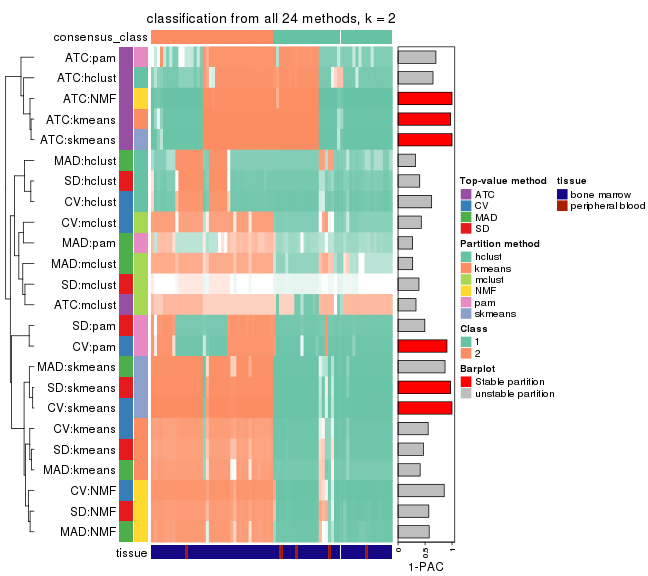 classification from all 24 methods, k = 2
consensus_class
ATC:pam
ATC:hclust
ATC:NMF
ATC:kmeans
ATC:skmeans
MAD:hclust
SD:hclust
CV:hclust
CV:mclust
MAD:pam
MAD:mclust
SD:mclust
ATC:mclust
SD:pam
CV:pam
MAD:skmeans
SD:skmeans
CV:skmeans
CV:kmeans
SD:kmeans
MAD:kmeans
CV:NMF
SD:NMF
MAD:NMF
tissue
0
0.5
1
1-PAC
Top-value method
ATC
CV
MAD
SD
Partition method
hclust
kmeans
mclust
NMF
pam
skmeans
Class
1
2
Barplot
Stable partition
unstable partition
tissue
bone marrow
peripheral blood